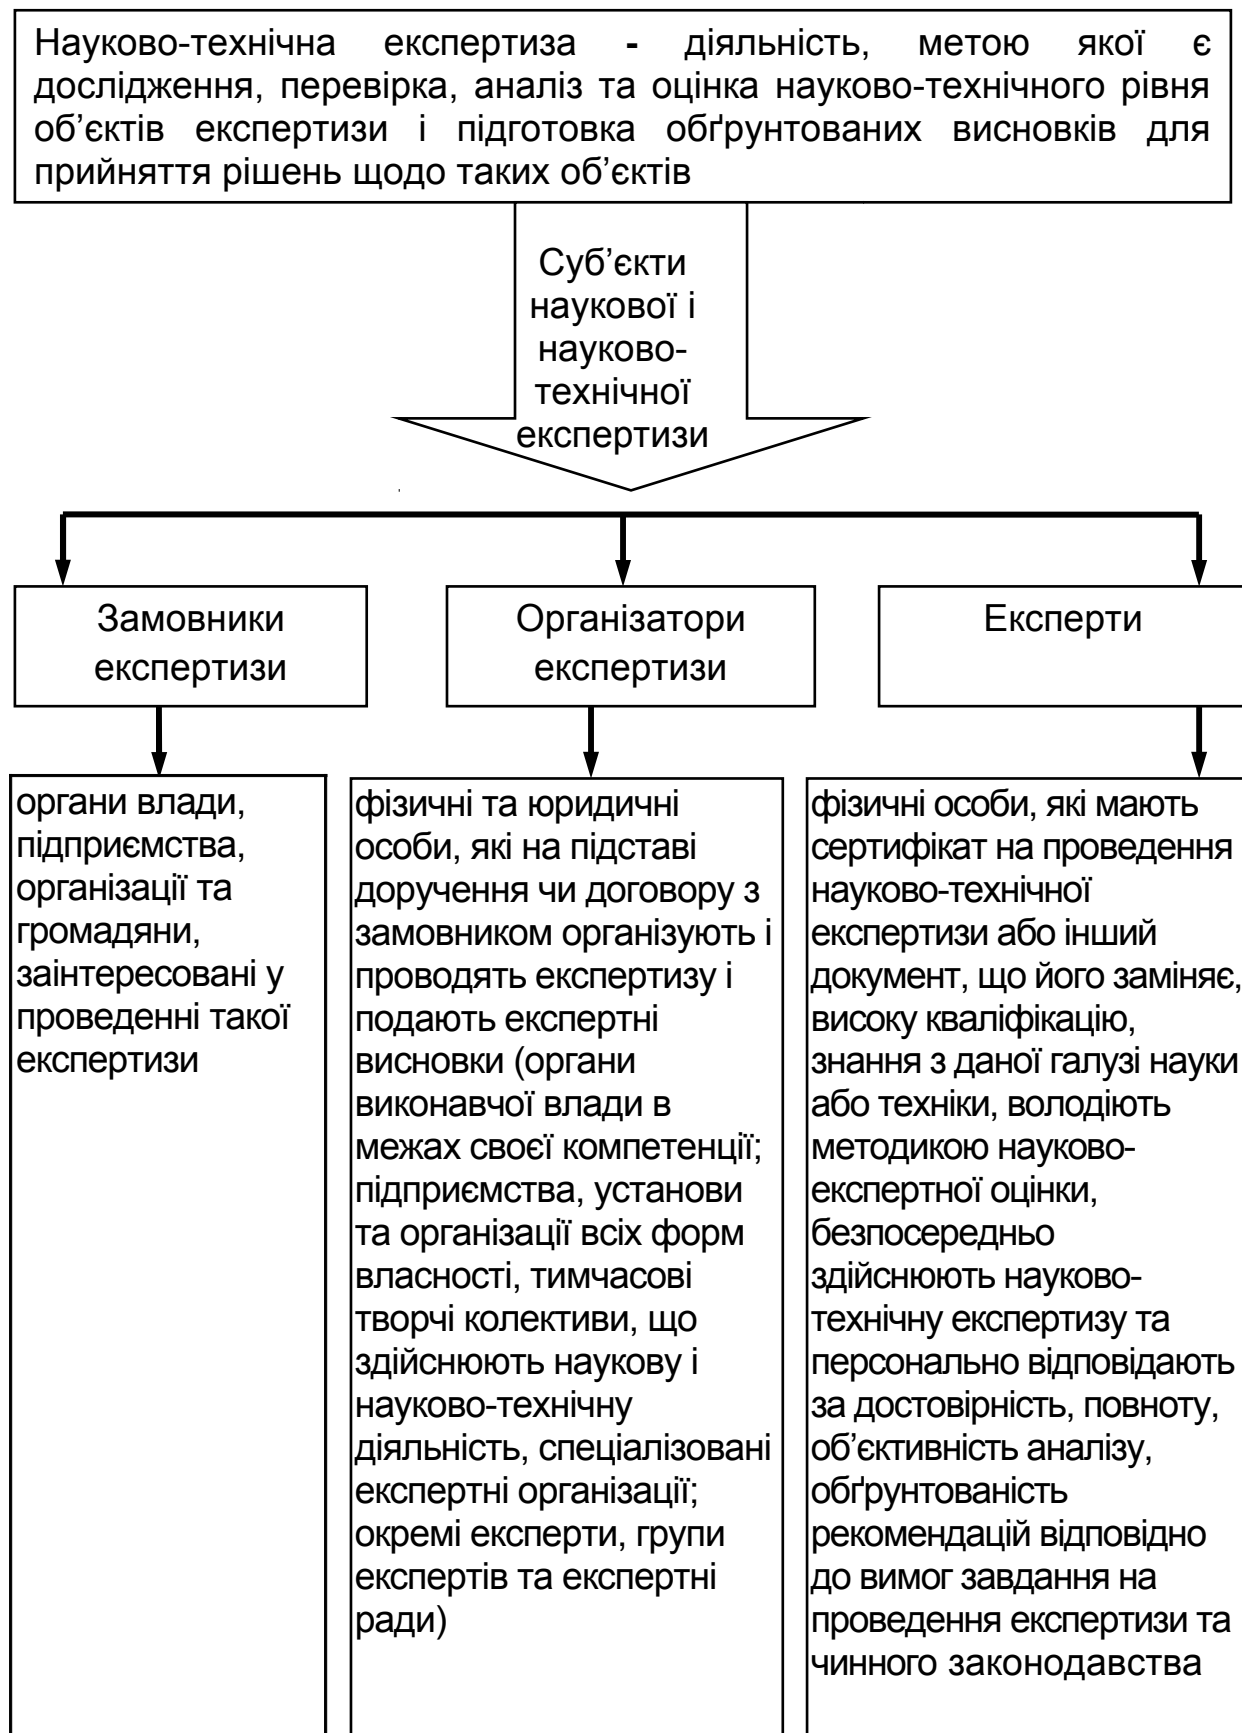 Науково-технічна експертиза - діяльність, метою якої є
дослідження, перевірка, аналіз та оцінка науково-технічного рівня
об’єктів експертизи і підготовка обґрунтованих висновків для
прийняття рішень щодо таких об’єктів
Суб’єкти
наукової і
науково-
технічної
експертизи
Замовники
експертизи
Організатори
експертизи
Експерти
органи влади,
підприємства,
організації та
громадяни,
заінтересовані у
проведенні такої
експертизи
фізичні та юридичні
особи, які на підставі
доручення чи договору з
замовником організують і
проводять експертизу і
подають експертні
висновки (органи
виконавчої влади в
межах своєї компетенції;
підприємства, установи
та організації всіх форм
власності, тимчасові
творчі колективи, що
здійснюють наукову і
науково-технічну
діяльність, спеціалізовані
експертні організації;
окремі експерти, групи
експертів та експертні
ради)
фізичні особи, які мають
сертифікат на проведення
науково-технічної
експертизи або інший
документ, що його заміняє,
високу кваліфікацію,
знання з даної галузі науки
або техніки, володіють
методикою науково-
експертної оцінки,
безпосередньо
здійснюють науково-
технічну експертизу та
персонально відповідають
за достовірність, повноту,
об’єктивність аналізу,
обґрунтованість
рекомендацій відповідно
до вимог завдання на
проведення експертизи та
чинного законодавства